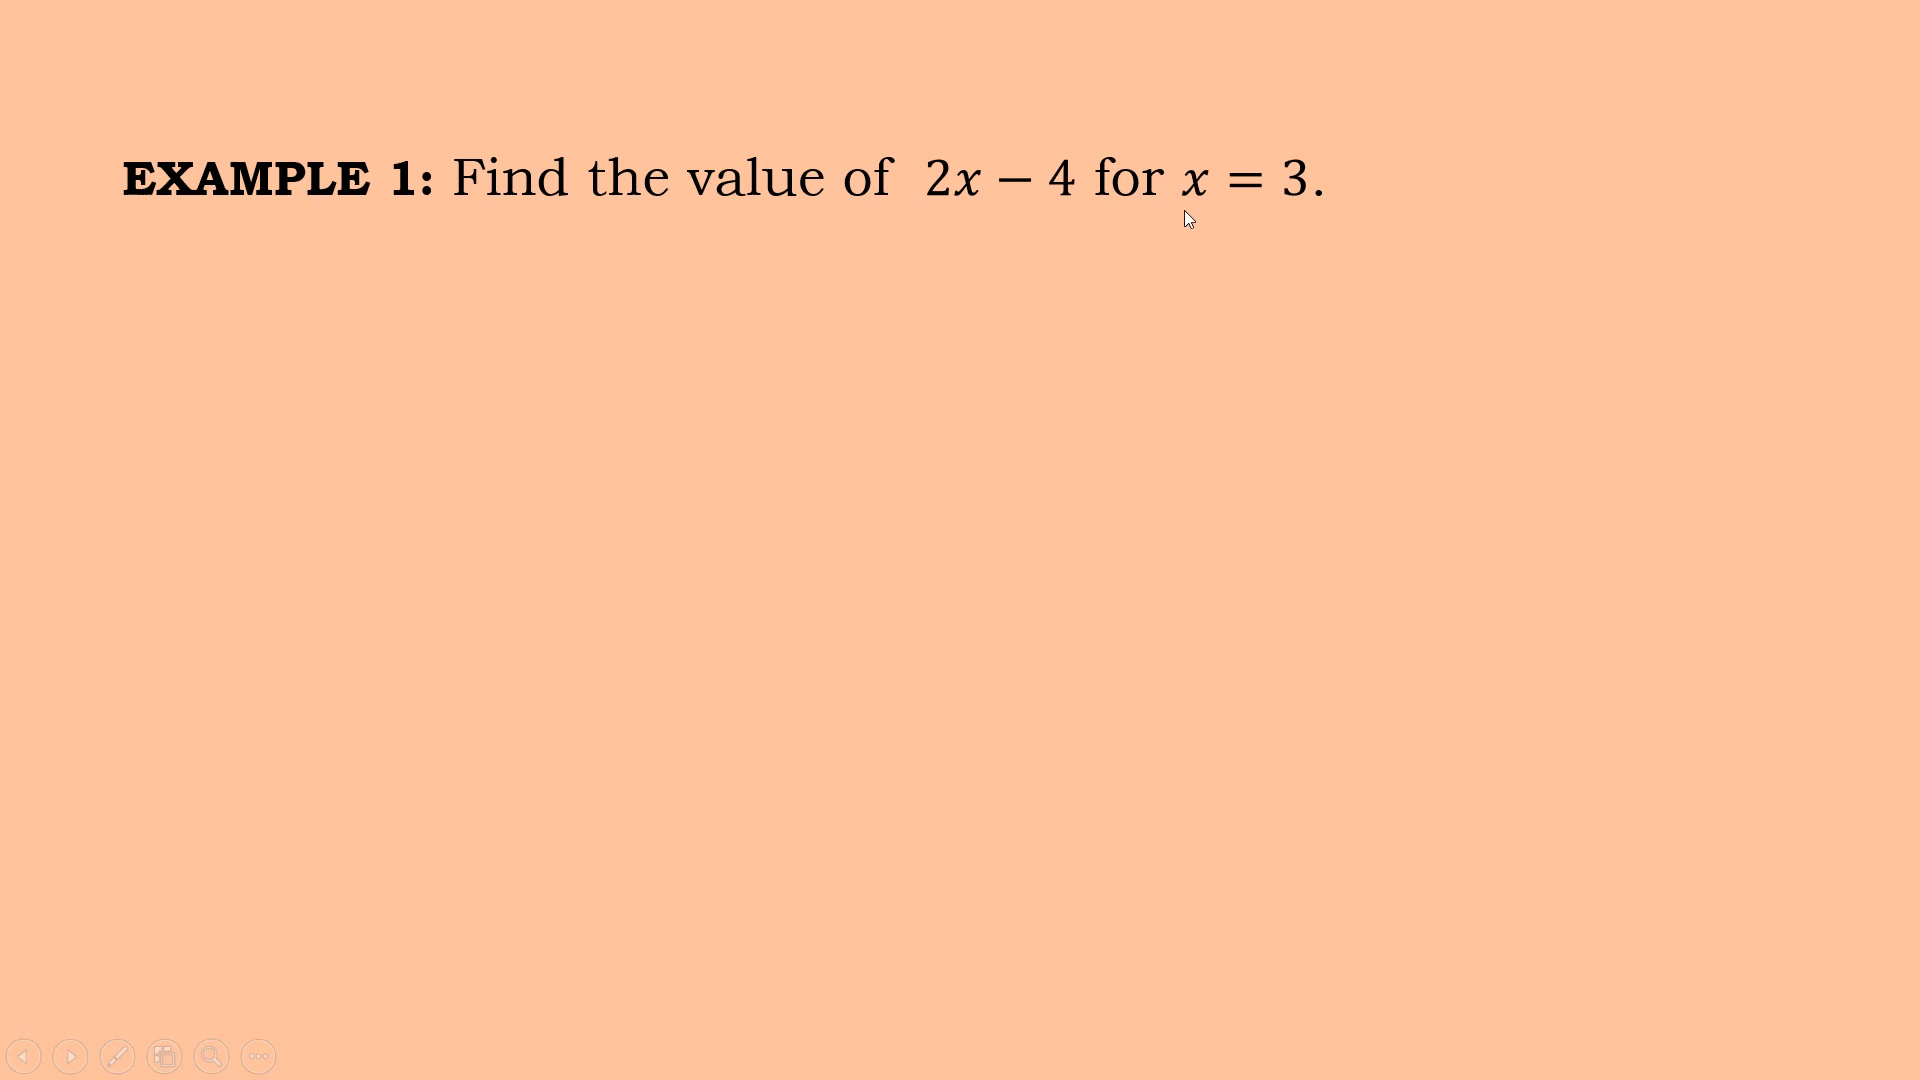 EXAMPLE 1: Find the value of 2x − 4 for x = 3.